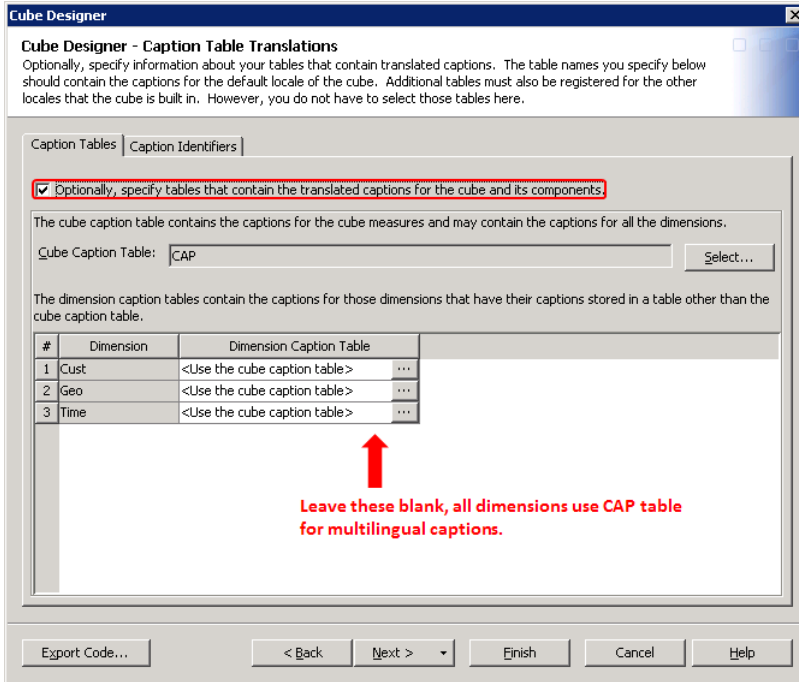 Cube Designer
Cube Designer - Caption Table Translations
Optionally, specify information about your tables that contain translated captions. The table names you specify below
should contain the captions for the default locale of the cube. Additional tables must also be registered for the other
locales that the cube is built in. However, you do not have to select those tables here.
Caption Tables Caption Identifiers
Optionally, specify tables that contain the translated captions for the cube and its components.
The cube caption table contains the captions for the cube measures and may contain the captions for all the dimensions.
Cube Caption Table: CAP Select...
The dimension caption tables contain the captions for those dimensions that have their captions stored in a table other than the
cube caption table.
# Dimension Dimension Caption Table
1 Cust <Use the cube caption table> ...
2 Geo <Use the cube caption table> ...
3 Time <Use the cube caption table> ...
Leave these blank, all dimensions use CAP table
for multilingual captions.
Export Code... < Back Next > Finish Cancel Help